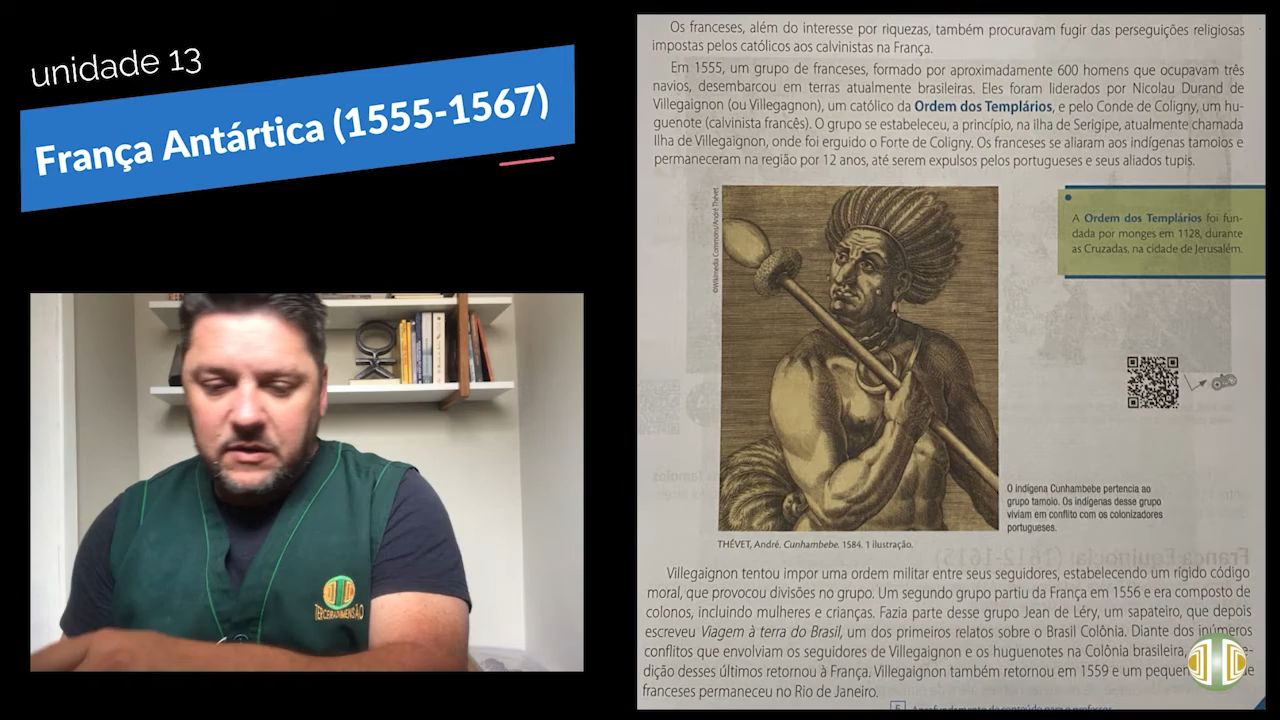 unidade 13
França Antártica (1555-1567)
TERCEIRADIMENSÃO
Os franceses, além do interesse por riquezas, também procuravam fugir das perseguições religiosas
impostas pelos católicos aos calvinistas na França.
Em 1555, um grupo de franceses, formado por aproximadamente 600 homens que ocupavam três
navios, desembarcou em terras atualmente brasileiras. Eles foram liderados por Nicolau Durand de
Villegaignon (ou Villegagnon), um católico da Ordem dos Templários, e pelo Conde de Coligny, um hu-
guenote (calvinista francês). O grupo se estabeleceu, a princípio, na ilha de Serigipe, atualmente chamada
Ilha de Villegaignon, onde foi erguido o Forte de Coligny. Os franceses se aliaram aos indígenas tamoios e
permaneceram na região por 12 anos, até serem expulsos pelos portugueses e seus aliados tupis.
©Wikimedia Commons/André Thévet
A Ordem dos Templários foi fun-
dada por monges em 1128, durante
as Cruzadas, na cidade de Jerusalém.
O indígena Cunhambebe pertencia ao
grupo tamoio. Os indígenas desse grupo
viviam em conflito com os colonizadores
portugueses.
THÉVET, André. Cunhambebe. 1584. 1 ilustração.
Villegaignon tentou impor uma ordem militar entre seus seguidores, estabelecendo um rígido código
moral, que provocou divisões no grupo. Um segundo grupo partiu da França em 1556 e era composto de
colonos, incluindo mulheres e crianças. Fazia parte desse grupo Jean de Léry, um sapateiro, que depois
escreveu Viagem à terra do Brasil, um dos primeiros relatos sobre o Brasil Colônia. Diante dos inúmeros
conflitos que envolviam os seguidores de Villegaignon e os huguenotes na Colônia brasileira,
dição desses últimos retornou à França. Villegaignon também retornou em 1559 e um pequen
franceses permaneceu no Rio de Janeiro.